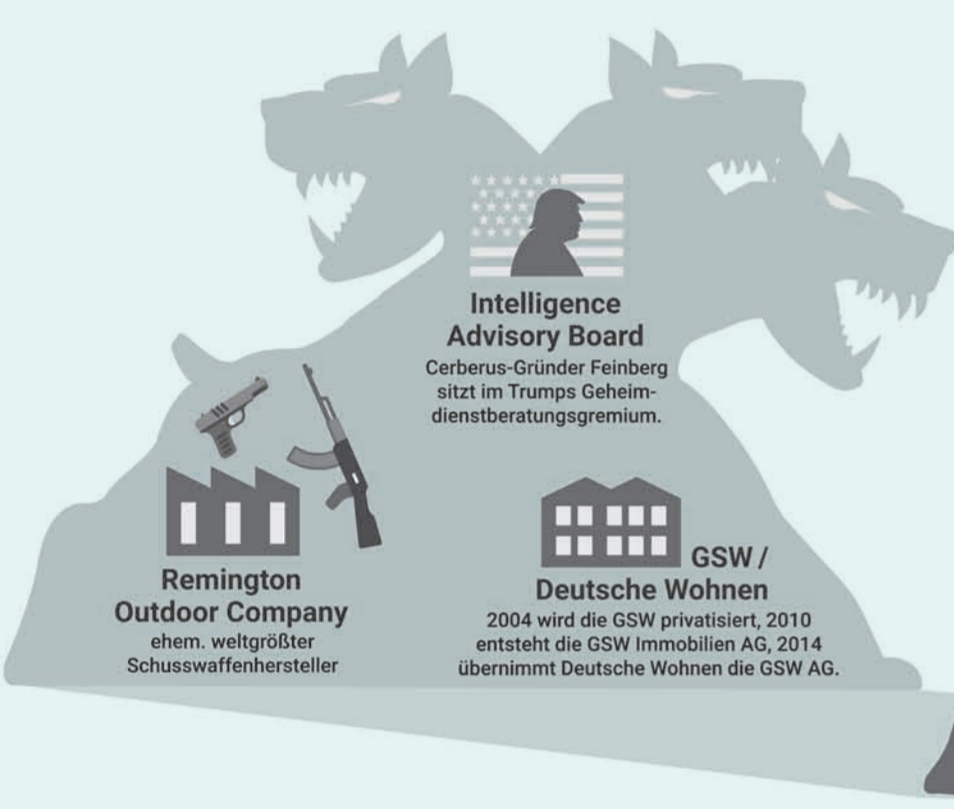 Intelligence
Advisory Board
Cerberus-Gründer Feinberg
sitzt im Trumps Geheim-
dienstberatungsgremium.
Remington
Outdoor Company
ehem. weltgrößter
Schusswaffenhersteller
GSW /
Deutsche Wohnen
2004 wird die GSW privatisiert, 2010
entsteht die GSW Immobilien AG, 2014
übernimmt Deutsche Wohnen die GSW AG.